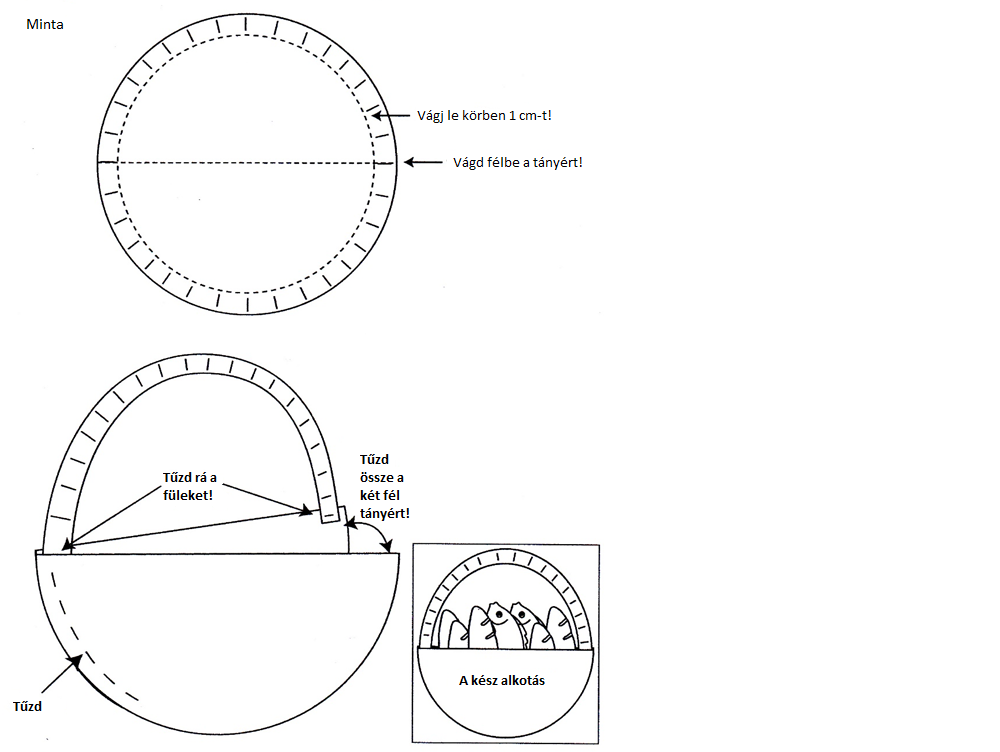 Minta
Vágj le körben 1 cm-t!
Vágd félbe a tányért!
Tűzd rá a
füleket!
Tűzd
össze a
két fél
tányért!
Tűzd
A kész alkotás